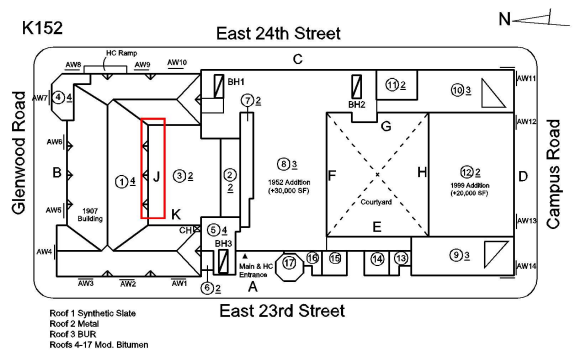 K152
East 24th Street
N
HC Ramp
AW8
AW9
AW10
C
AW7
4 4
BH1
7 2
BH2
11 2
10 3
AW11
AW12
Glenwood Road
AW6
B
AW5
1 4
1907
Building
J
3 2
K
2
2
8 3
1952 Addition
(+30,000 SF)
F
G
H
Courtyard
E
12 2
1999 Addition
(+20,000 SF)
D
Campus Road
AW13
CH
5 4
BH3
AW4
Main & HC
Entrance
17
16
15
14
13
9 3
AW14
AW3
AW2
AW1
6 2
A
East 23rd Street
Roof 1 Synthetic Slate
Roof 2 Metal
Roof 3 BUR
Roofs 4-17 Mod. Bitumen